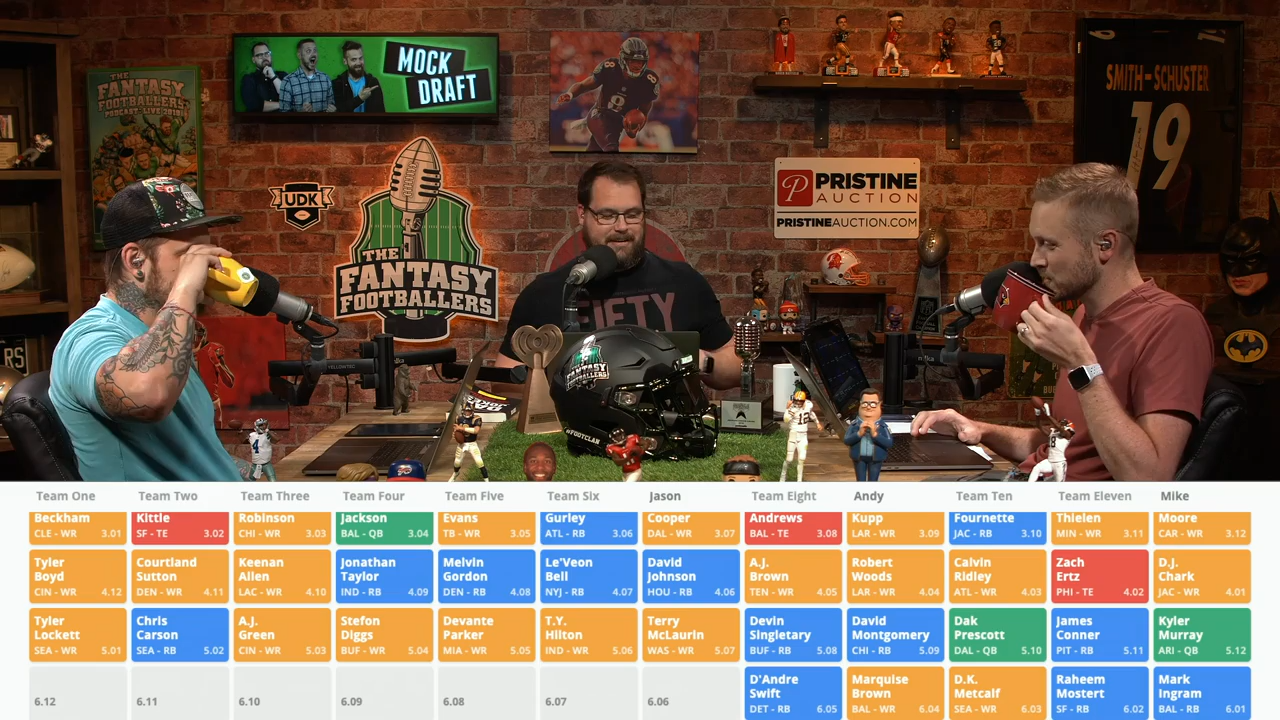 THE
FANTASY
FOOTBALLERS
PODCAST LIVE 2019
MOCK
DRAFT
8
SMITH-SCHUSTER
19
UDK
THE
FANTASY
FOOTBALLERS
P PRISTINE
AUCTION
PRISTINEAUCTION.COM
FIFTY
RS
FANTASY
FOOTBALLERS
@FOOTCLAN
4
12
Team One Team Two Team Three Team Four Team Five Team Six Jason Team Eight Andy Team Ten Team Eleven Mike
Beckham Kittle Robinson Jackson Evans Gurley Cooper Andrews Kupp Fournette Thielen Moore
CLE - WR 3.01 SF - TE 3.02 CHI - WR 3.03 BAL - QB 3.04 TB - WR 3.05 ATL - RB 3.06 DAL - WR 3.07 BAL - TE 3.08 LAR - WR 3.09 JAC - RB 3.10 MIN - WR 3.11 CAR - WR 3.12
Tyler Courtland Keenan Jonathan Melvin Le'Veon David A.J. Robert Calvin Zach D.J.
Boyd Sutton Allen Taylor Gordon Bell Johnson Brown Woods Ridley Ertz Chark
CIN - WR 4.12 DEN - WR 4.11 LAC - WR 4.10 IND - RB 4.09 DEN - RB 4.08 NYJ - RB 4.07 HOU - RB 4.06 TEN - WR 4.05 LAR - WR 4.04 ATL - WR 4.03 PHI - TE 4.02 JAC - WR 4.01
Tyler Chris A.J. Stefon Devante T.Y. Terry Devin David Dak James Kyler
Lockett Carson Green Diggs Parker Hilton McLaurin Singletary Montgomery Prescott Conner Murray
SEA - WR 5.01 SEA - RB 5.02 CIN - WR 5.03 BUF - WR 5.04 MIA - WR 5.05 IND - WR 5.06 WAS - WR 5.07 BUF - RB 5.08 CHI - RB 5.09 DAL - QB 5.10 PIT - RB 5.11 ARI - QB 5.12
D'Andre Marquise D.K. Raheem Mark
Swift Brown Metcalf Mostert Ingram
6.12 6.11 6.10 6.09 6.08 6.07 6.06 DET - RB 6.05 BAL - WR 6.04 SEA - WR 6.03 SF - RB 6.02 BAL - RB 6.01